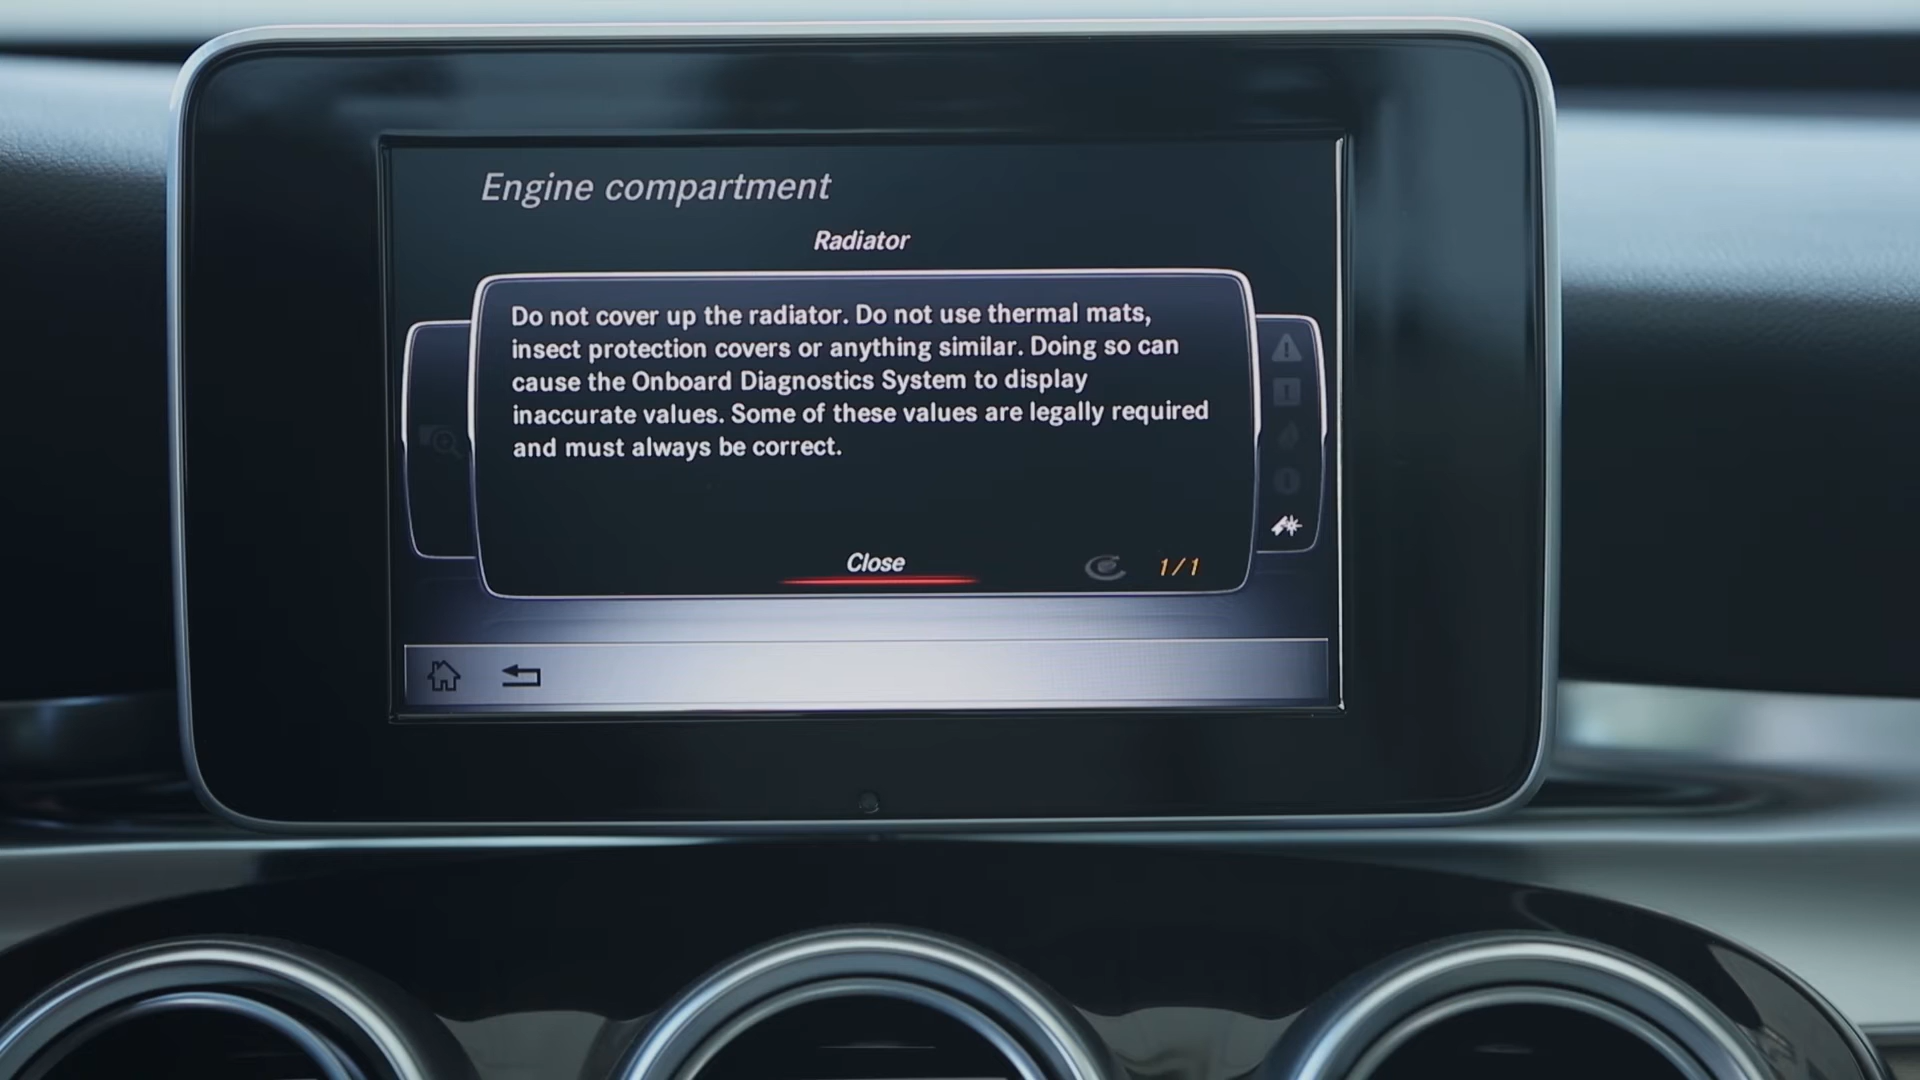 Engine compartment
Radiator
Do not cover up the radiator. Do not use thermal mats,
insect protection covers or anything similar. Doing so can
cause the Onboard Diagnostics System to display
inaccurate values. Some of these values are legally required
and must always be correct.
Close
1/1